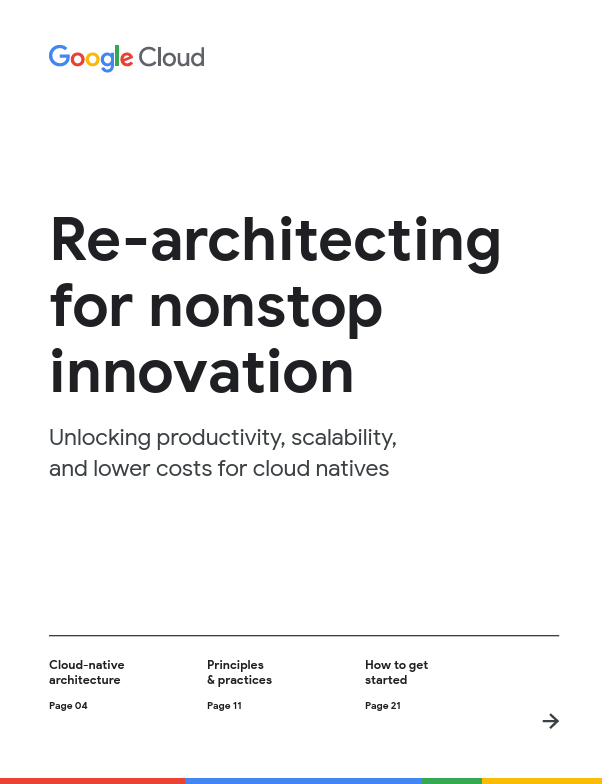 Google Cloud
Re-architecting
for nonstop
innovation
Unlocking productivity, scalability,
and lower costs for cloud natives
Cloud-native
architecture
Page 04
Principles
& practices
Page 11
How to get
started
Page 21